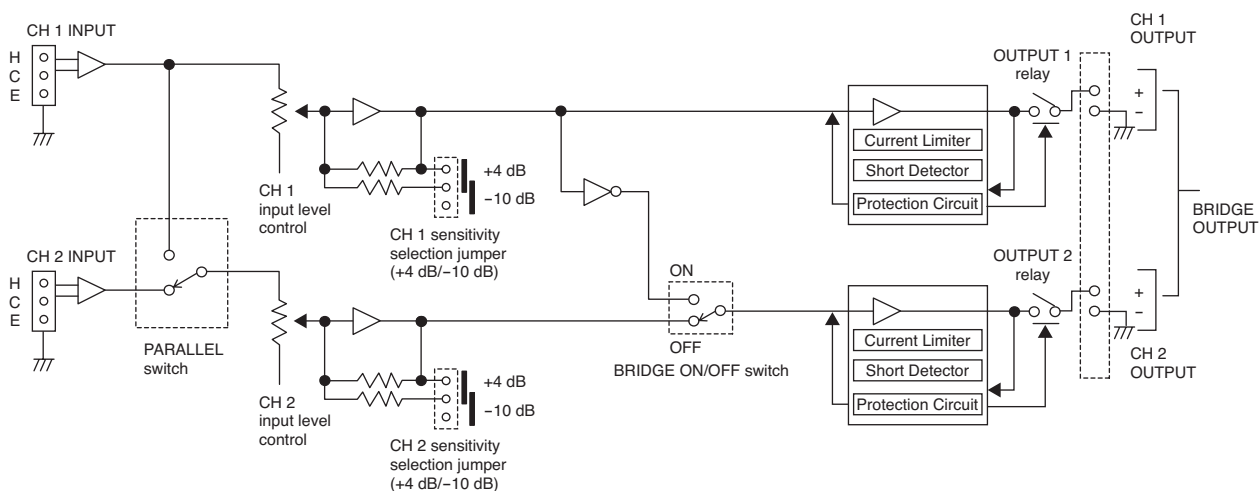 CH 1 INPUT
H
C
E
CH 1
input level
control
+4 dB
−10 dB
CH 1 sensitivity
selection jumper
(+4 dB/−10 dB)
Current Limiter
Short Detector
Protection Circuit
OUTPUT 1
relay
CH 1
OUTPUT
+
-
BRIDGE
OUTPUT
CH 2 INPUT
H
C
E
PARALLEL
switch
CH 2
input level
control
+4 dB
−10 dB
CH 2 sensitivity
selection jumper
(+4 dB/−10 dB)
ON
OFF
BRIDGE ON/OFF switch
Current Limiter
Short Detector
Protection Circuit
OUTPUT 2
relay
+
-
CH 2
OUTPUT